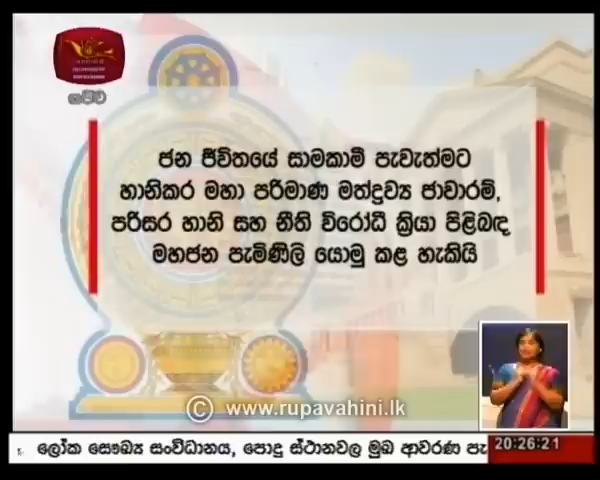 සජීව
ජන ජීවිතයේ සාමකාමී පැවැත්මට
හානිකර මහා පරිමාණ මත්ද්‍රව්‍ය ජාවාරම්,
පරිසර හානි සහ නීති විරෝධී ක්‍රියා පිළිබඳ
මහජන පැමිණිලි යොමු කළ හැකියි
© www.rupavahini.lk
ලෝක සෞඛ්‍ය සංවිධානය, පොදු ස්ථානවල මුඛ ආවරණ පැ
20:26:21